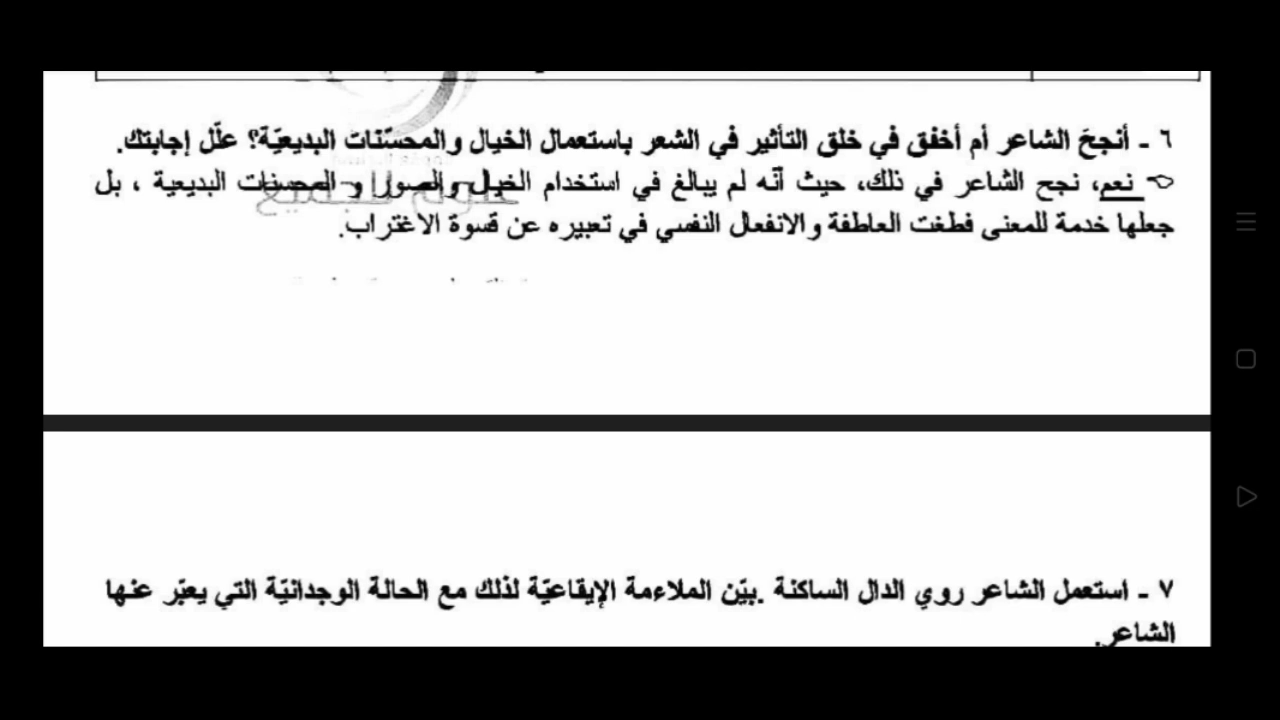 ٦ - أنجحَ الشاعر أم أخفق في خلق التأثير في الشعر باستعمال الخيال والمحسّنات البديعيّة؟ علّل إجابتك.
نعم، نجح الشاعر في ذلك، حيث أنّه لم يبالغ في استخدام الخيال والصور و المحسنات البديعية ، بل
جعلها خدمة للمعنى فطغت العاطفة والانفعال النفسي في تعبيره عن قسوة الاغتراب.
٧ - استعمل الشاعر روي الدال الساكنة .بيّن الملاءمة الإيقاعيّة لذلك مع الحالة الوجدانيّة التي يعبّر عنها
الشاعر.